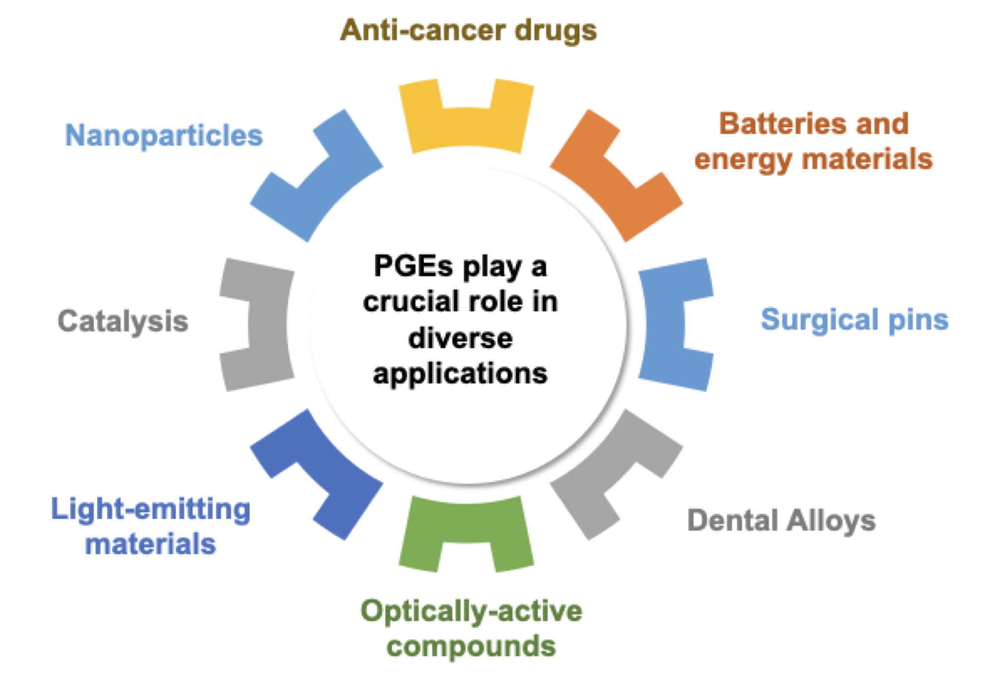 Anti-cancer drugs
Batteries and
energy materials
Surgical pins
Dental Alloys
Optically-active
compounds
Light-emitting
materials
Catalysis
Nanoparticles
PGEs play a
crucial role in
diverse
applications